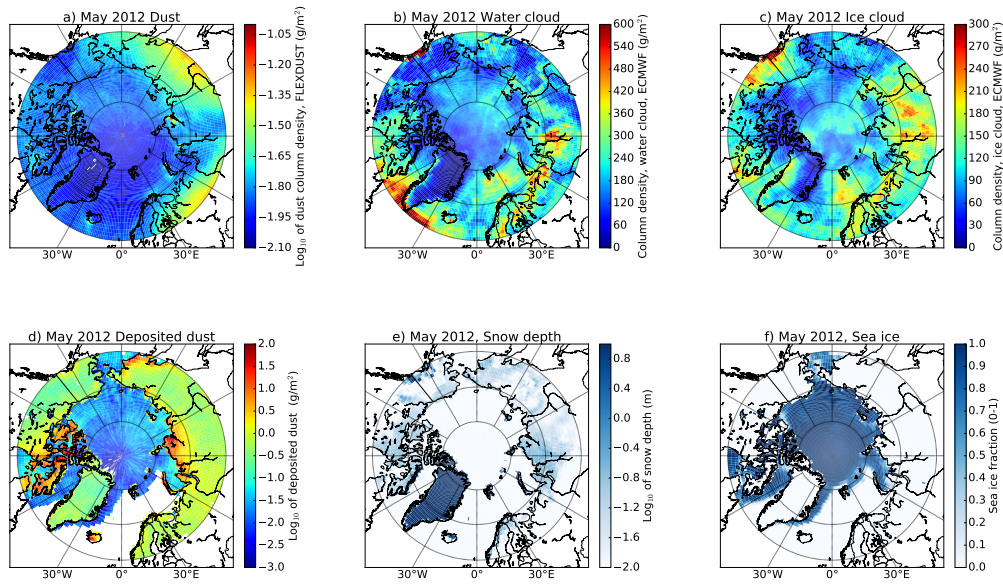 a) May 2012 Dust
−1.05
−1.20
−1.35
−1.50
−1.65
−1.80
−1.95
−2.10
Log10 of dust column density, FLEXDUST (g/m²)
30°W
0°
30°E
b) May 2012 Water cloud
600
540
480
420
360
300
240
180
120
60
0
Column density, water cloud, ECMWF (g/m²)
30°W
0°
30°E
c) May 2012 Ice cloud
300
270
240
210
180
150
120
90
60
30
0
Column density, ice cloud, ECMWF (g/m²)
30°W
0°
30°E
d) May 2012 Deposited dust
2.0
1.5
1.0
0.5
0.0
−0.5
−1.0
−1.5
−2.0
−2.5
−3.0
Log10 of deposited dust (g/m²)
30°W
0°
30°E
e) May 2012, Snow depth
0.8
0.4
0.0
−0.4
−0.8
−1.2
−1.6
−2.0
Log10 of snow depth (m)
30°W
0°
30°E
f) May 2012, Sea ice
1.0
0.9
0.8
0.7
0.6
0.5
0.4
0.3
0.2
0.1
0.0
Sea ice fraction (0-1)
30°W
0°
30°E